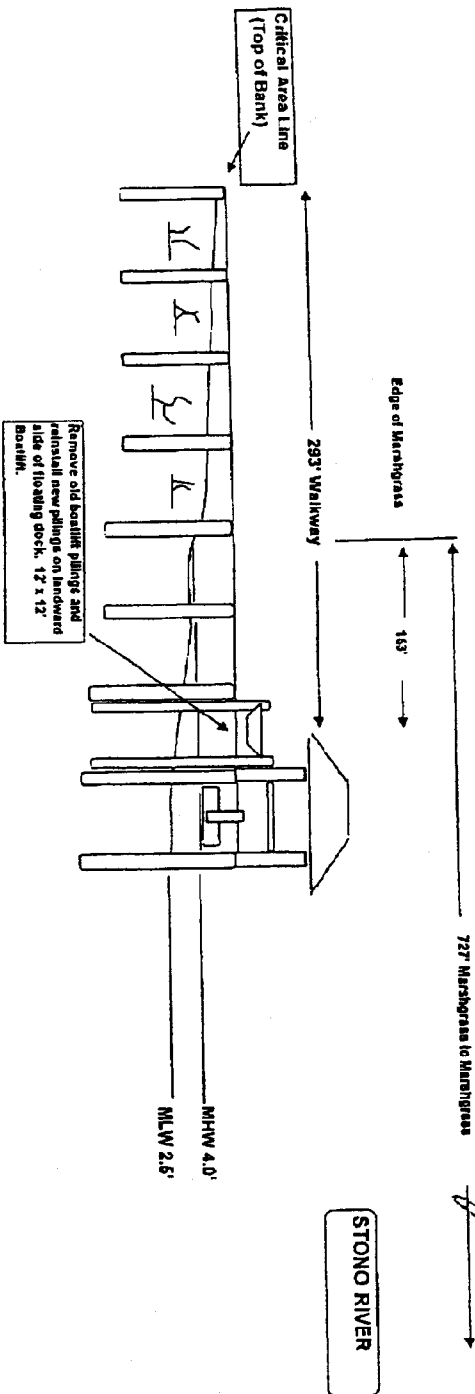 Critical Area Line
(Top of Bank)
Edge of Marshgrass
293' Walkway
153'
727' Marshgrass to Marshgrass
Remove old boatlift pilings and
reinstall new pilings on landward
side of floating dock. 12' x 12'
Boatlift.
MHW 4.0'
MLW 2.5'
STONO RIVER